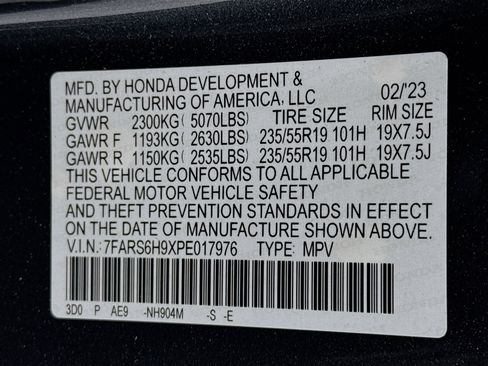 MFD. BY HONDA DEVELOPMENT &
MANUFACTURING OF AMERICA, LLC 02/'23
GVWR 2300KG( 5070LBS) TIRE SIZE RIM SIZE
GAWR F 1193KG( 2630LBS) 235/55R19 101H 19X7.5J
GAWR R 1150KG( 2535LBS) 235/55R19 101H 19X7.5J
THIS VEHICLE CONFORMS TO ALL APPLICABLE
FEDERAL MOTOR VEHICLE SAFETY
AND THEFT PREVENTION STANDARDS IN EFFECT
ON THE DATE OF MANUFACTURE SHOWN ABOVE.
V.I.N.: 7FARS6H9XPE017976 TYPE: MPV
3D0 P AE9 -NH904M -S -E